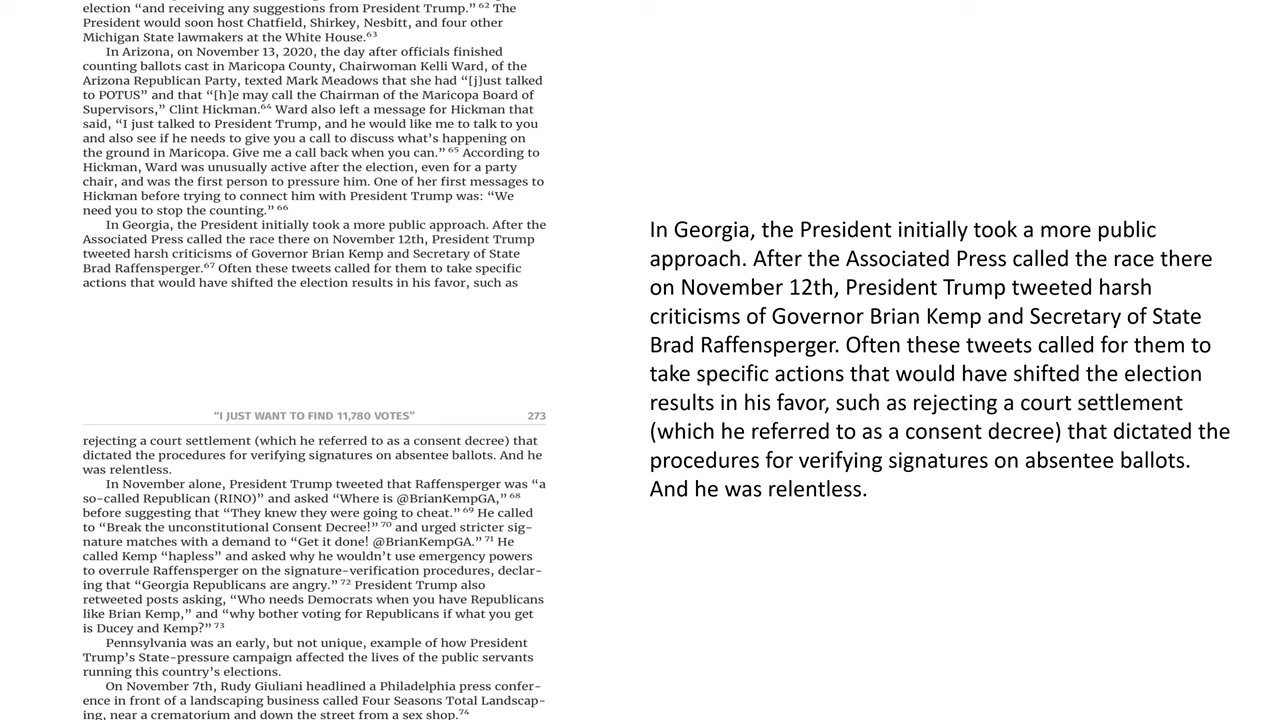 election “and receiving any suggestions from President Trump.” 62 The
President would soon host Chatfield, Shirkey, Nesbitt, and four other
Michigan State lawmakers at the White House.63
In Arizona, on November 13, 2020, the day after officials finished
counting ballots cast in Maricopa County, Chairwoman Kelli Ward, of the
Arizona Republican Party, texted Mark Meadows that she had “[j]ust talked
to POTUS” and that “[h]e may call the Chairman of the Maricopa Board of
Supervisors,” Clint Hickman.64 Ward also left a message for Hickman that
said, “I just talked to President Trump, and he would like me to talk to you
and also see if he needs to give you a call to discuss what’s happening on
the ground in Maricopa. Give me a call back when you can.” 65 According to
Hickman, Ward was unusually active after the election, even for a party
chair, and was the first person to pressure him. One of her first messages to
Hickman before trying to connect him with President Trump was: “We
need you to stop the counting.” 66
In Georgia, the President initially took a more public approach. After the
Associated Press called the race there on November 12th, President Trump
tweeted harsh criticisms of Governor Brian Kemp and Secretary of State
Brad Raffensperger.67 Often these tweets called for them to take specific
actions that would have shifted the election results in his favor, such as
“I JUST WANT TO FIND 11,780 VOTES” 273
rejecting a court settlement (which he referred to as a consent decree) that
dictated the procedures for verifying signatures on absentee ballots. And he
was relentless.
In November alone, President Trump tweeted that Raffensperger was “a
so-called Republican (RINO)” and asked “Where is @BrianKempGA,” 68
before suggesting that “They knew they were going to cheat.” 69 He called
to “Break the unconstitutional Consent Decree!” 70 and urged stricter sig-
nature matches with a demand to “Get it done! @BrianKempGA.” 71 He
called Kemp “hapless” and asked why he wouldn’t use emergency powers
to overrule Raffensperger on the signature-verification procedures, declar-
ing that “Georgia Republicans are angry.” 72 President Trump also
retweeted posts asking, “Who needs Democrats when you have Republicans
like Brian Kemp,” and “why bother voting for Republicans if what you get
is Ducey and Kemp?” 73
Pennsylvania was an early, but not unique, example of how President
Trump’s State-pressure campaign affected the lives of the public servants
running this country’s elections.
On November 7th, Rudy Giuliani headlined a Philadelphia press confer-
ence in front of a landscaping business called Four Seasons Total Landscap-
ing, near a crematorium and down the street from a sex shop.74
In Georgia, the President initially took a more public
approach. After the Associated Press called the race there
on November 12th, President Trump tweeted harsh
criticisms of Governor Brian Kemp and Secretary of State
Brad Raffensperger. Often these tweets called for them to
take specific actions that would have shifted the election
results in his favor, such as rejecting a court settlement
(which he referred to as a consent decree) that dictated the
procedures for verifying signatures on absentee ballots.
And he was relentless.